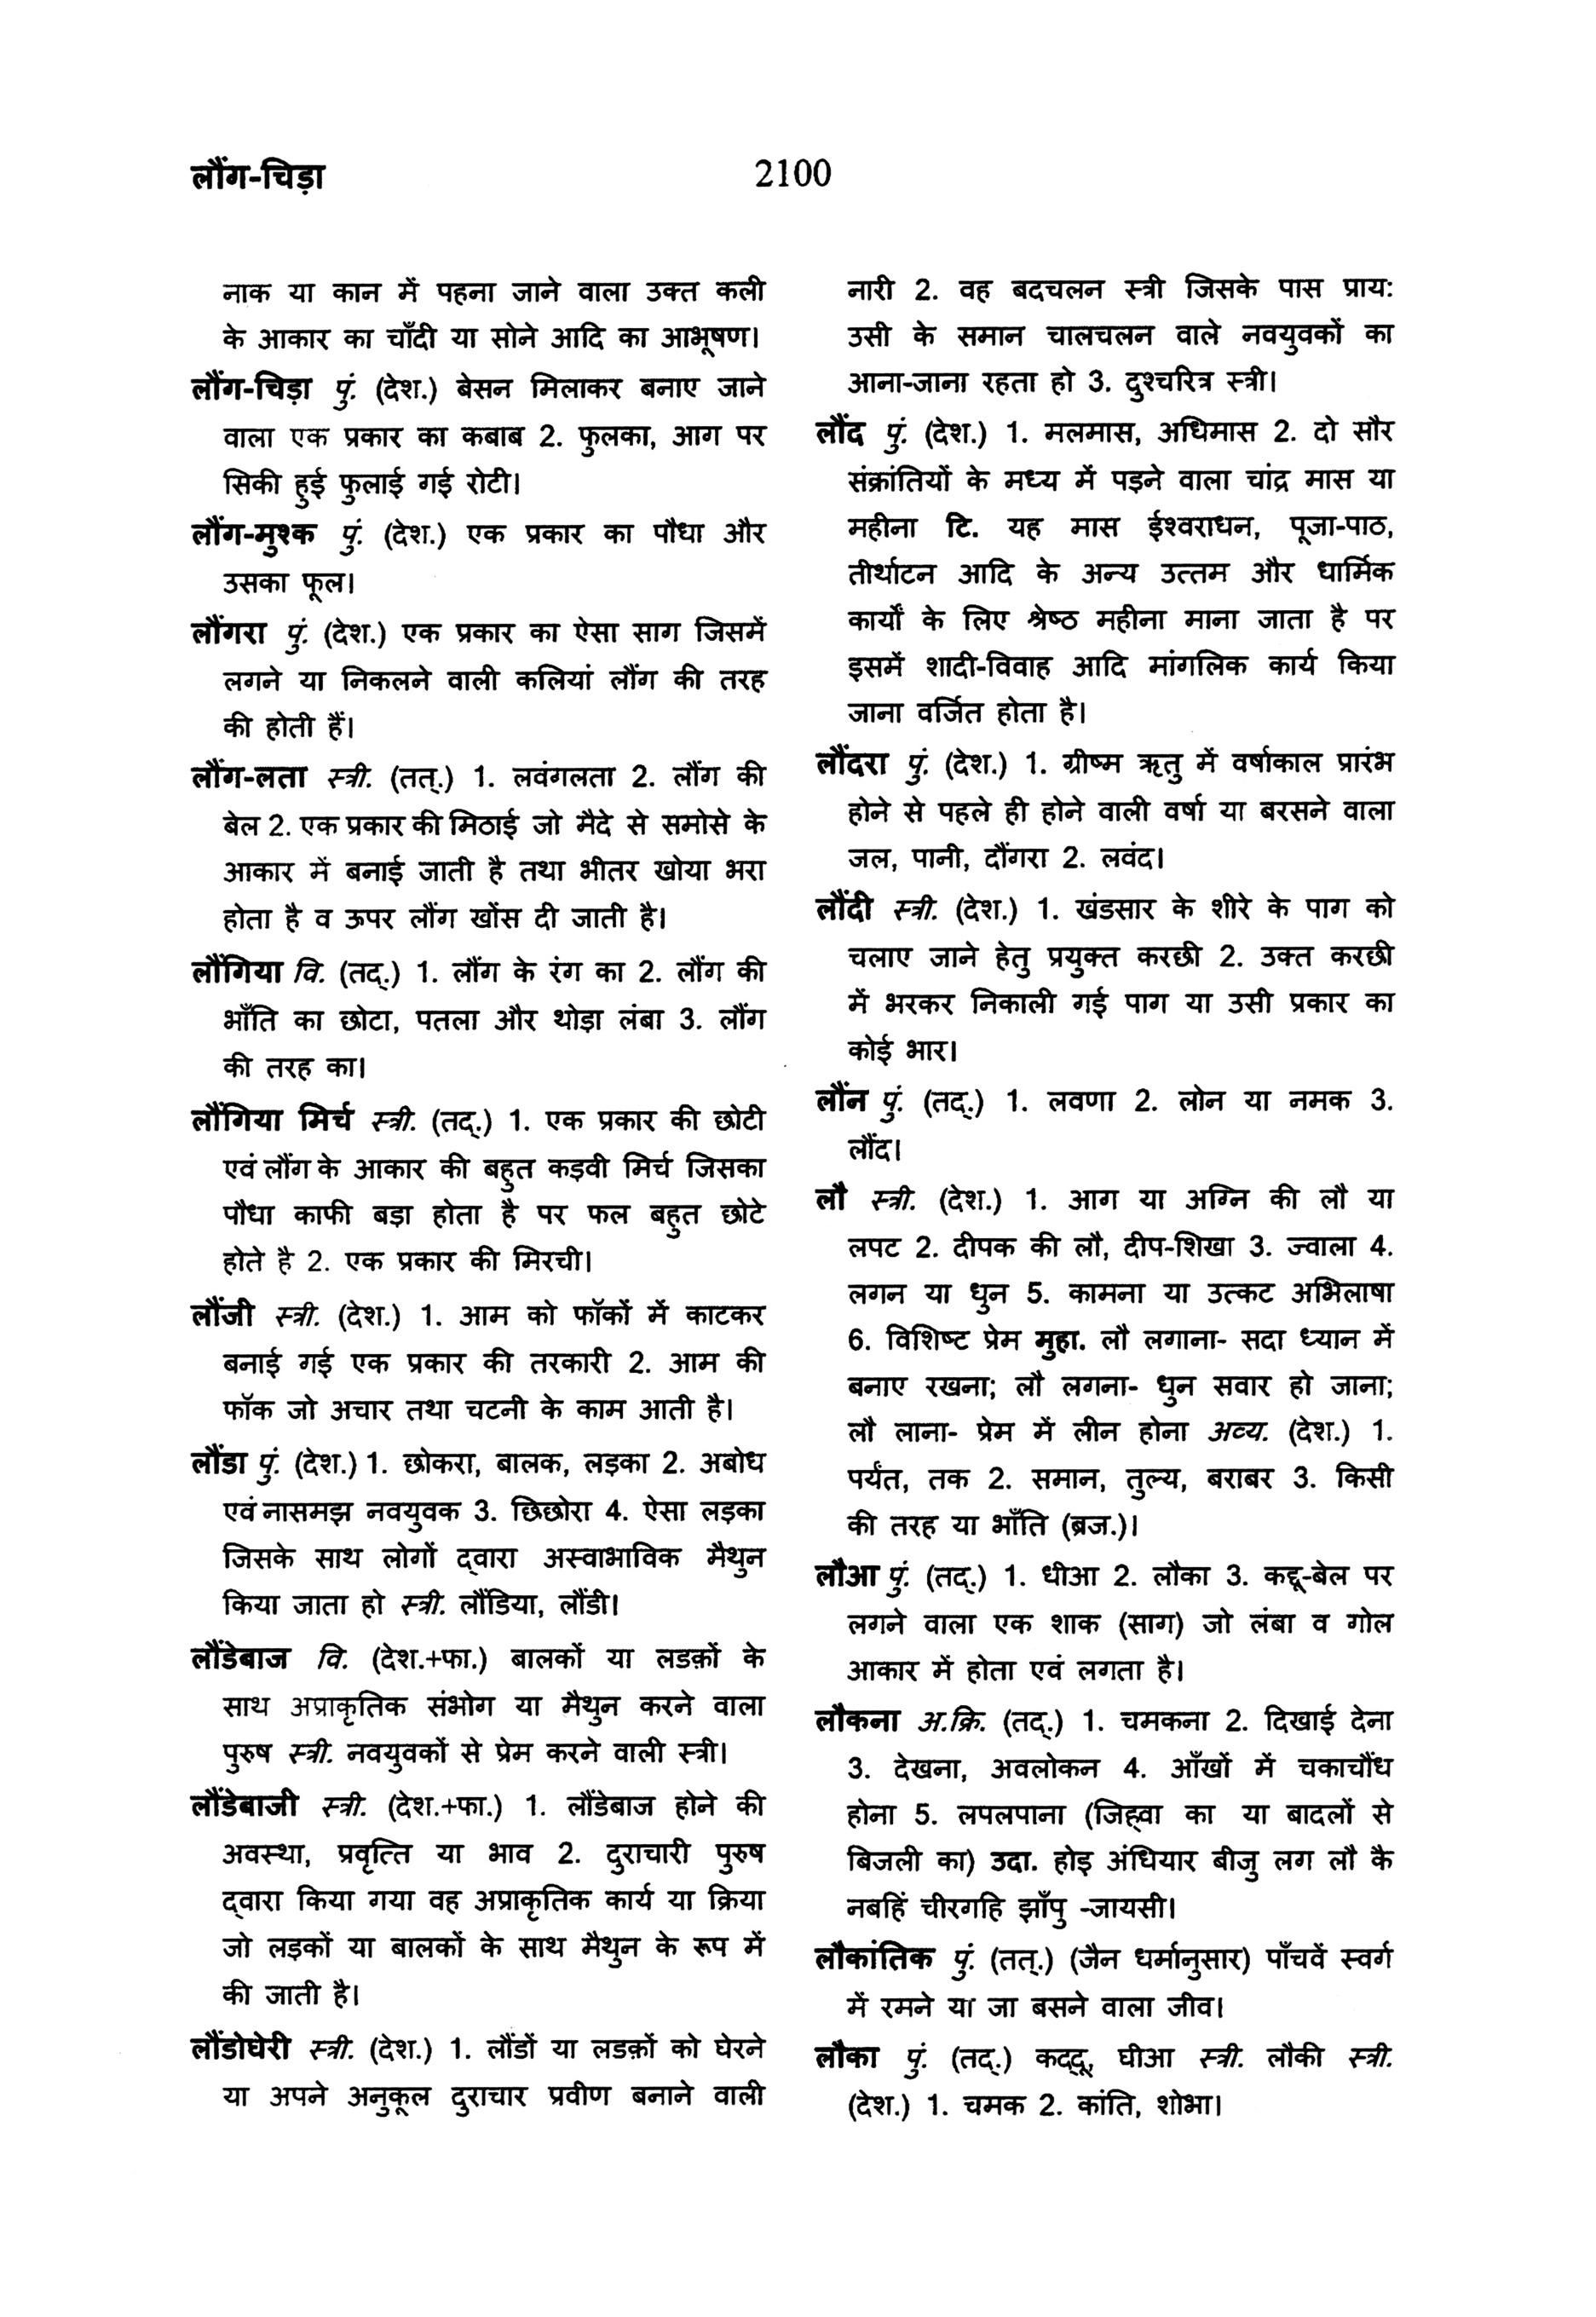 लौंग-चिड़ा
2100
नाक या कान में पहना जाने वाला उक्त कली
के आकार का चाँदी या सोने आदि का आभूषण।
लौंग-चिड़ा पुं. (देश.) बेसन मिलाकर बनाए जाने
वाला एक प्रकार का कबाब 2. फुलका, आग पर
सिकी हुई फुलाई गई रोटी।
लौंग-मुश्क पुं. (देश.) एक प्रकार का पौधा और
उसका फूल।
लौंगरा पुं. (देश.) एक प्रकार का ऐसा साग जिसमें
लगने या निकलने वाली कलियां लौंग की तरह
की होती हैं।
लौंग-लता स्त्री. (तत्.) 1. लवंगलता 2. लौंग की
बेल 2. एक प्रकार की मिठाई जो मैदे से समोसे के
आकार में बनाई जाती है तथा भीतर खोया भरा
होता है व ऊपर लौंग खोंस दी जाती है।
लौंगिया वि. (तद्.) 1. लौंग के रंग का 2. लौंग की
भाँति का छोटा, पतला और थोड़ा लंबा 3. लौंग
की तरह का।
लौंगिया मिर्च स्त्री. (तद्.) 1. एक प्रकार की छोटी
एवं लौंग के आकार की बहुत कड़वी मिर्च जिसका
पौधा काफी बड़ा होता है पर फल बहुत छोटे
होते है 2. एक प्रकार की मिरची।
लौंजी स्त्री. (देश.) 1. आम को फॉकों में काटकर
बनाई गई एक प्रकार की तरकारी 2. आम की
फॉक जो अचार तथा चटनी के काम आती है।
लौंडा पुं. (देश.) 1. छोकरा, बालक, लड़का 2. अबोध
एवं नासमझ नवयुवक 3. छिछोरा 4. ऐसा लड़का
जिसके साथ लोगों द्वारा अस्वाभाविक मैथुन
किया जाता हो स्त्री. लौंडिया, लौंडी।
लौंडेबाज वि. (देश.+फा.) बालकों या लडक़ों के
साथ अप्राकृतिक संभोग या मैथुन करने वाला
पुरुष स्त्री. नवयुवकों से प्रेम करने वाली स्त्री।
लौंडेबाजी स्त्री. (देश.+फा.) 1. लौंडेबाज होने की
अवस्था, प्रवृत्ति या भाव 2. दुराचारी पुरुष
द्वारा किया गया वह अप्राकृतिक कार्य या क्रिया
जो लड़कों या बालकों के साथ मैथुन के रूप में
की जाती है।
लौंडोघेरी स्त्री. (देश.) 1. लौंडों या लडक़ों को घेरने
या अपने अनुकूल दुराचार प्रवीण बनाने वाली
नारी 2. वह बदचलन स्त्री जिसके पास प्राय:
उसी के समान चालचलन वाले नवयुवकों का
आना-जाना रहता हो 3. दुश्चरित्र स्त्री।
लौंद पुं. (देश.) 1. मलमास, अधिमास 2. दो सौर
संक्रांतियों के मध्य में पड़ने वाला चांद्र मास या
महीना टि. यह मास ईश्वराधन, पूजा-पाठ,
तीर्थाटन आदि के अन्य उत्तम और धार्मिक
कार्यों के लिए श्रेष्ठ महीना माना जाता है पर
इसमें शादी-विवाह आदि मांगलिक कार्य किया
जाना वर्जित होता है।
लौंदरा पुं. (देश.) 1. ग्रीष्म ऋतु में वर्षाकाल प्रारंभ
होने से पहले ही होने वाली वर्षा या बरसने वाला
जल, पानी, दौंगरा 2. लवंद।
लौंदी स्त्री. (देश.) 1. खंडसार के शीरे के पाग को
चलाए जाने हेतु प्रयुक्त करछी 2. उक्त करछी
में भरकर निकाली गई पाग या उसी प्रकार का
कोई भार।
लौंन पुं. (तद्.) 1. लवणा 2. लोन या नमक 3.
लौंद।
लौ स्त्री. (देश.) 1. आग या अग्नि की लौ या
लपट 2. दीपक की लौ, दीप-शिखा 3. ज्वाला 4.
लगन या धुन 5. कामना या उत्कट अभिलाषा
6. विशिष्ट प्रेम मुहा. लौ लगाना- सदा ध्यान में
बनाए रखना; लौ लगना- धुन सवार हो जाना;
लौ लाना- प्रेम में लीन होना अव्य. (देश.) 1.
पर्यंत, तक 2. समान, तुल्य, बराबर 3. किसी
की तरह या भाँति (ब्रज.)।
लौआ पुं. (तद्.) 1. धीआ 2. लौका 3. कद्दू-बेल पर
लगने वाला एक शाक (साग) जो लंबा व गोल
आकार में होता एवं लगता है।
लौकना अ.क्रि. (तद्.) 1. चमकना 2. दिखाई देना
3. देखना, अवलोकन 4. आँखों में चकाचौंध
होना 5. लपलपाना (जिह्वा का या बादलों से
बिजली का) उदा. होइ अंधियार बीजु लग लौ कै
नबहिं चीरगहि झाँपु -जायसी।
लौकांतिक पुं. (तत्.) (जैन धर्मानुसार) पाँचवें स्वर्ग
में रमने या जा बसने वाला जीव।
लौका पुं. (तद्.) कद्दू, घीआ स्त्री. लौकी स्त्री.
(देश.) 1. चमक 2. कांति, शोभा।